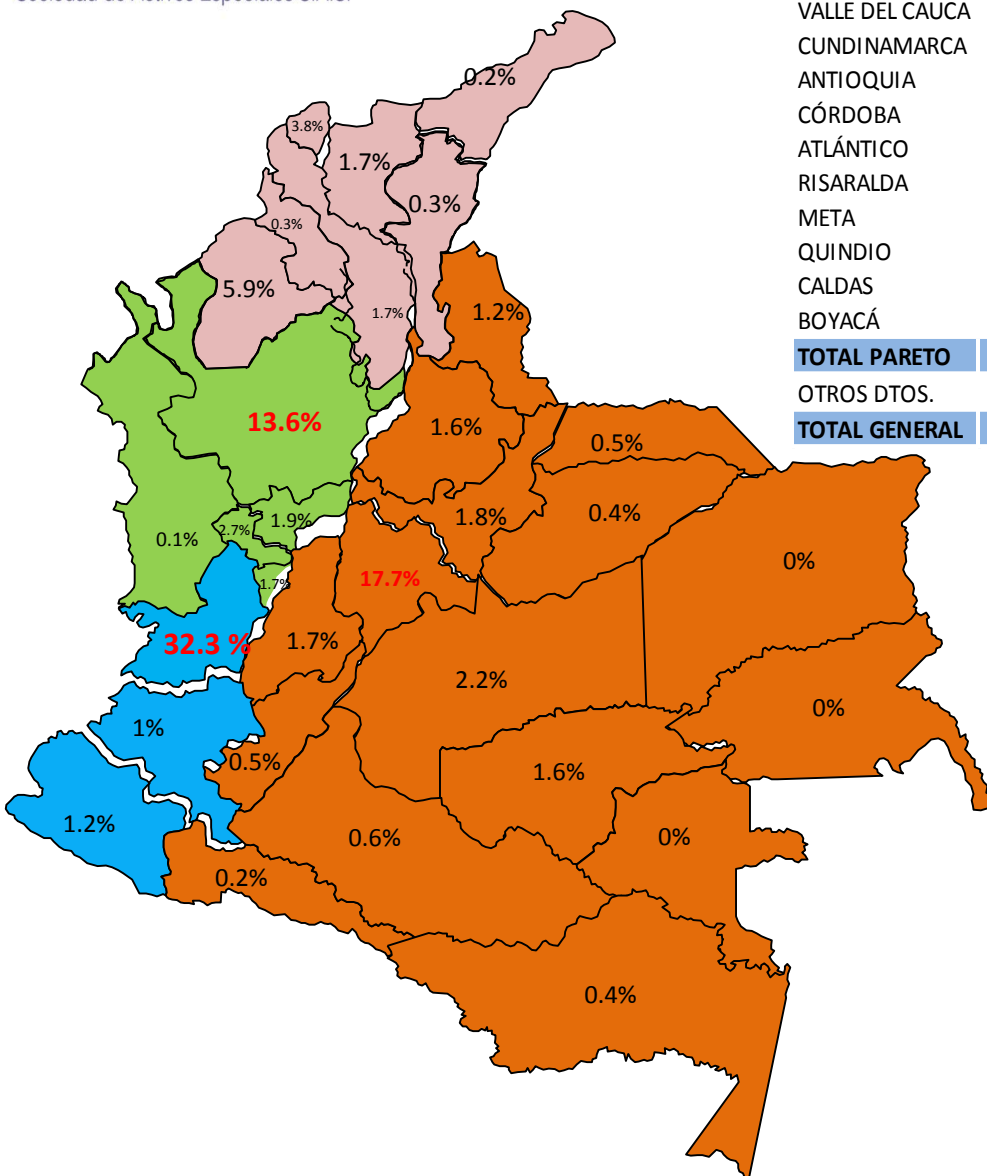 VALLE DEL CAUCA
CUNDINAMARCA
ANTIOQUIA
CÓRDOBA
ATLÁNTICO
RISARALDA
META
QUINDIO
CALDAS
BOYACÁ
TOTAL PARETO
OTROS DTOS.
TOTAL GENERAL
0.2%
3.8%
1.7%
0.3%
0.3%
5.9%
1.7%
1.2%
13.6%
1.6%
0.5%
1.8%
0.4%
0.1%
2.7%
1.9%
0%
1.7%
17.7%
32.3 %
1.7%
2.2%
0%
1%
0.5%
1.6%
1.2%
0.6%
0%
0.2%
0.4%